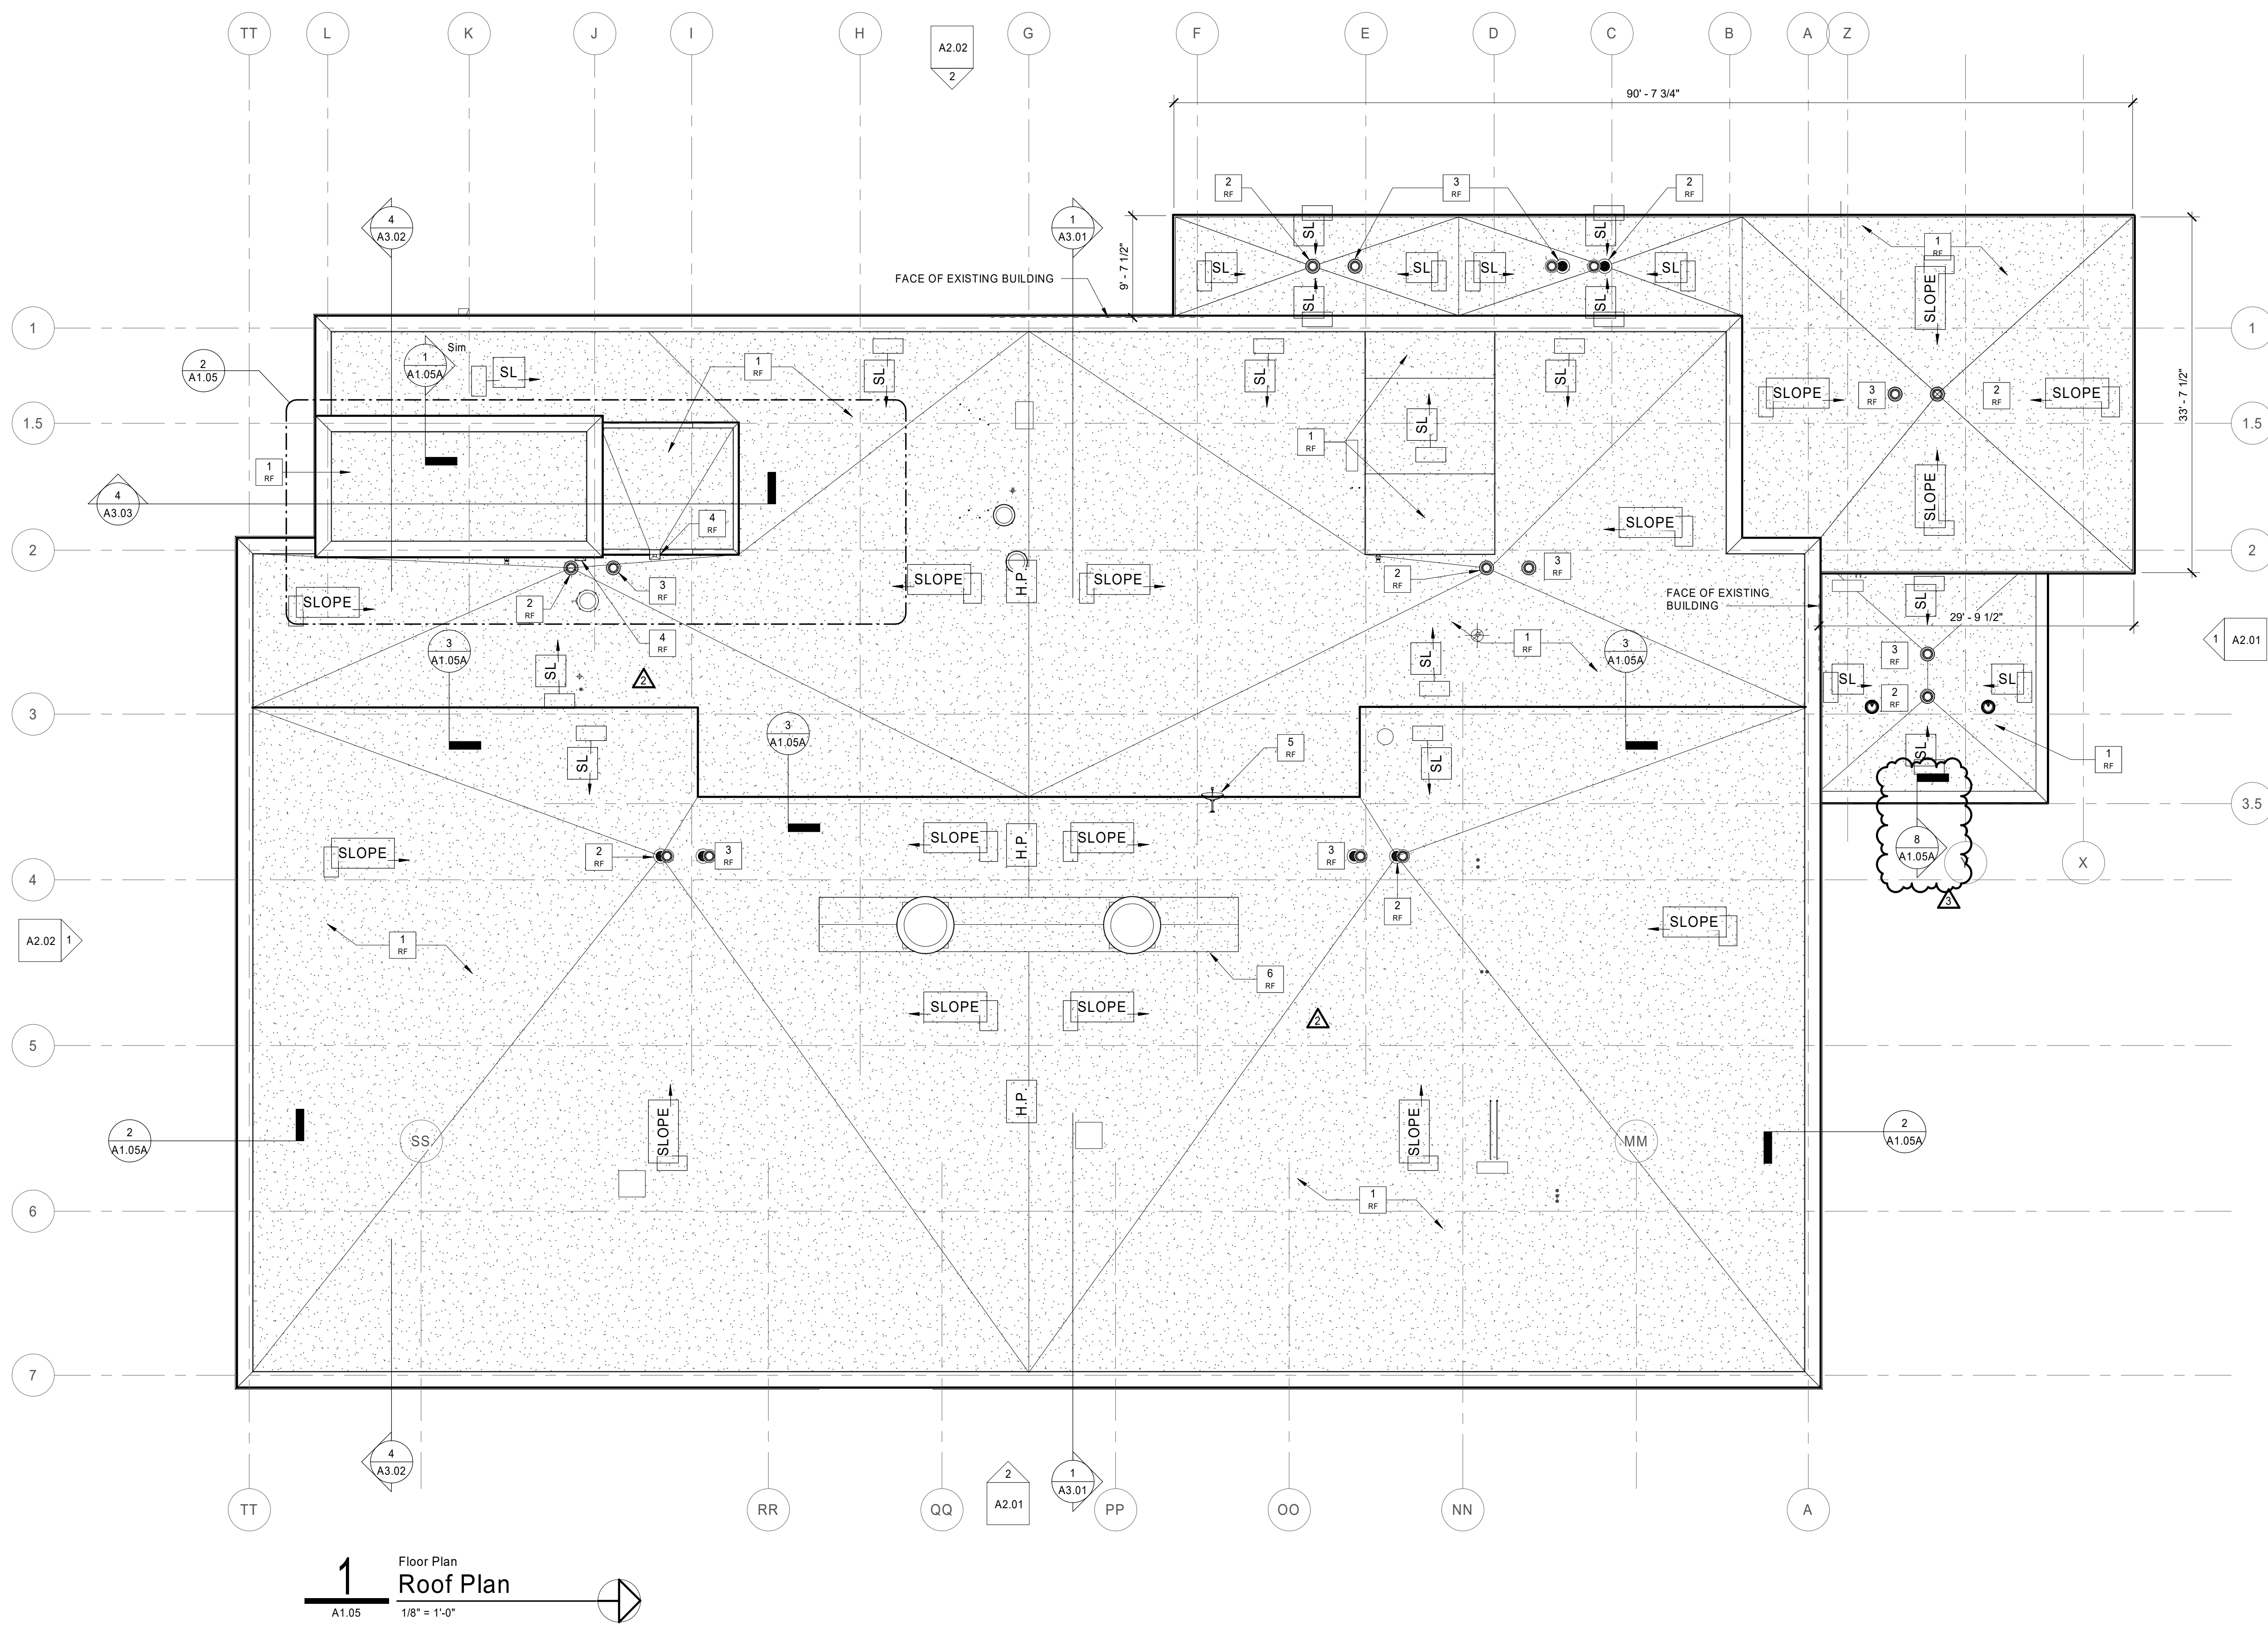 TT L K J I H G F E D C B A Z
A2.02
2
90' - 7 3/4"
2
RF
3
RF
2
RF
4
A3.02
1
A3.01
SL
SL
1
RF
9' - 7 1/2"
FACE OF EXISTING BUILDING
SL
SL
SL
SL
SLOPE
SL
SL
1
1
Sim
1
A1.05A
2
A1.05
SL
1
RF
SL
SL
SL
33' - 7 1/2"
SLOPE
3
RF
2
RF
SLOPE
1.5
SL
1.5
1
RF
1
RF
4
A3.03
SLOPE
4
RF
SLOPE
2
2
SLOPE
H.P.
SLOPE
2
RF
3
RF
3
RF
SLOPE
2
RF
FACE OF EXISTING
BUILDING
SL
29' - 9 1/2"
4
RF
1
RF
3
A1.05A
3
A1.05A
1
A2.01
SL
2
SL
3
RF
SL
SL
2
RF
3
3
A1.05A
5
RF
SL
SL
SL
1
RF
3.5
SLOPE
2
RF
3
RF
SLOPE
H.P.
SLOPE
3
RF
8
A1.05A
X
4
2
RF
3
A2.02
1
1
RF
SLOPE
6
RF
SLOPE
SLOPE
2
5
H.P.
2
A1.05A
SS
SLOPE
SLOPE
MM
2
A1.05A
1
RF
6
7
4
A3.02
2
A2.01
1
A3.01
TT RR QQ PP OO NN A
1
A1.05
Floor Plan
Roof Plan
1/8" = 1'-0"